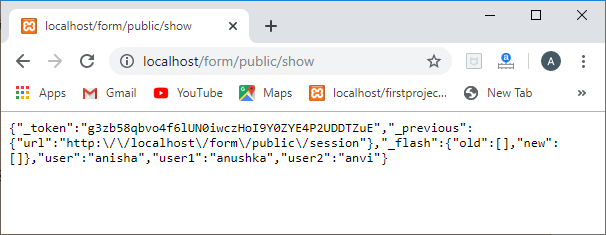 localhost/form/public/show
localhost/form/public/show
A
Apps Gmail YouTube Maps localhost/firstprojec... New Tab »
{"_token":"g3zb58qbvo4f6lUN0iwczHoI9Y0ZYE4P2UDDTZuE","_previous":
{"url":"http:\/\/localhost\/form\/public\/session"},"_flash":{"old":[],"new":
[]},"user":"anisha","user1":"anushka","user2":"anvi"}